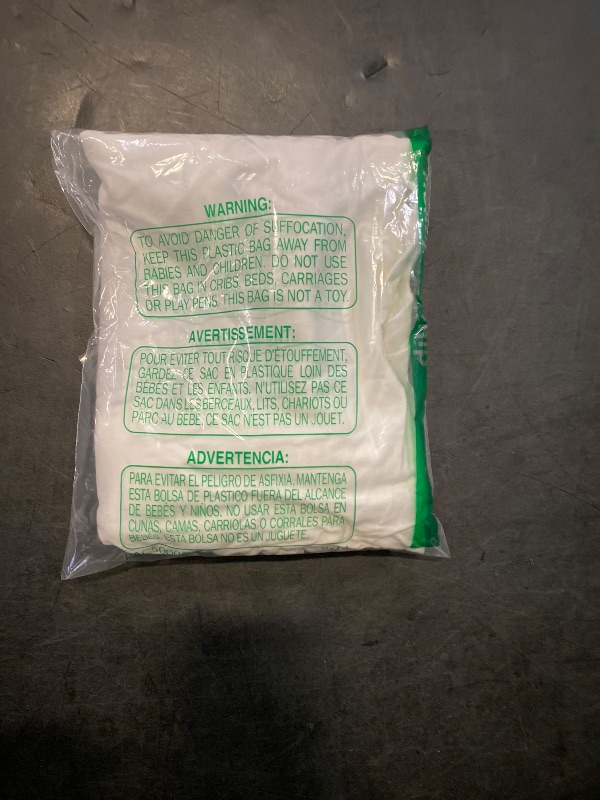 WARNING:
TO AVOID DANGER OF SUFFOCATION,
KEEP THIS PLASTIC BAG AWAY FROM
BABIES AND CHILDREN. DO NOT USE
THIS BAG IN CRIBS, BEDS, CARRIAGES
OR PLAY PENS. THIS BAG IS NOT A TOY.
AVERTISSEMENT:
POUR EVITER TOUT RISQUE D'ÉTOUFFEMENT,
GARDEZ CE SAC EN PLASTIQUE LOIN DES
BÉBÉS ET LES ENFANTS. N'UTILISEZ PAS CE
SAC DANS LES BERCEAUX, LITS, CHARIOTS OU
PARC AU BEBE. CE SAC N'EST PAS UN JOUET.
ADVERTENCIA:
PARA EVITAR EL PELIGRO DE ASFIXIA, MANTENGA
ESTA BOLSA DE PLASTICO FUERA DEL ALCANCE
DE BEBÉS Y NIÑOS. NO USAR ESTA BOLSA EN
CUNAS, CAMAS, CARRIOLAS O CORRALES PARA
BEBÉS. ESTA BOLSA NO ES UN JUGUETE.